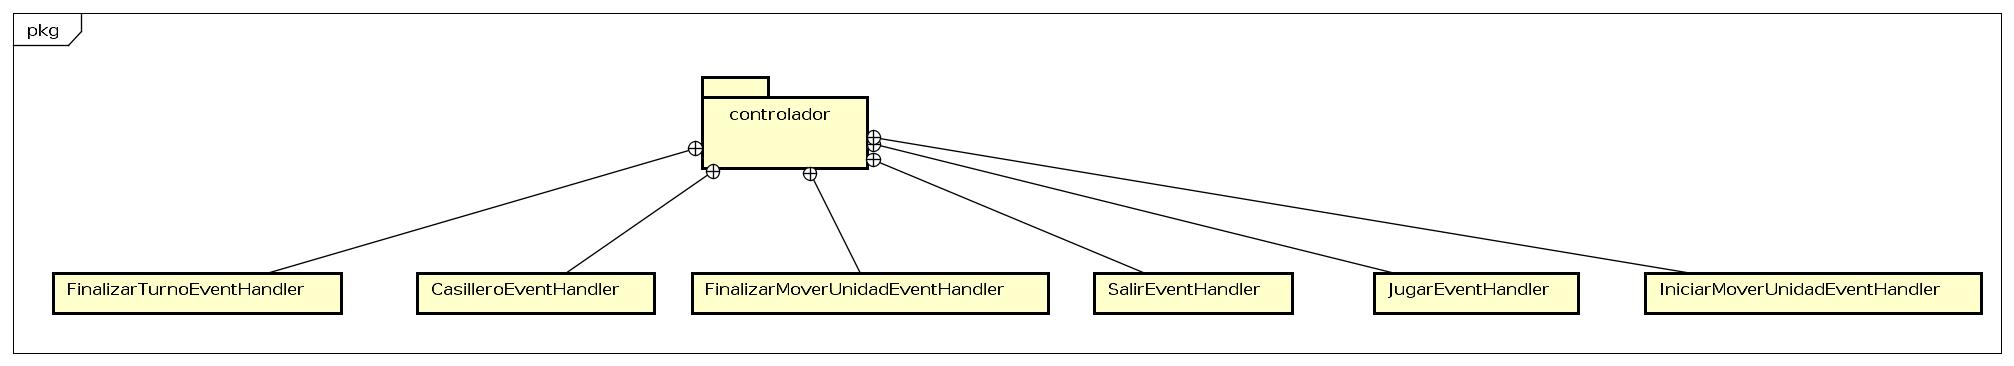 pkg
controlador
FinalizarTurnoEventHandler
CasilleroEventHandler
FinalizarMoverUnidadEventHandler
SalirEventHandler
JugarEventHandler
IniciarMoverUnidadEventHandler